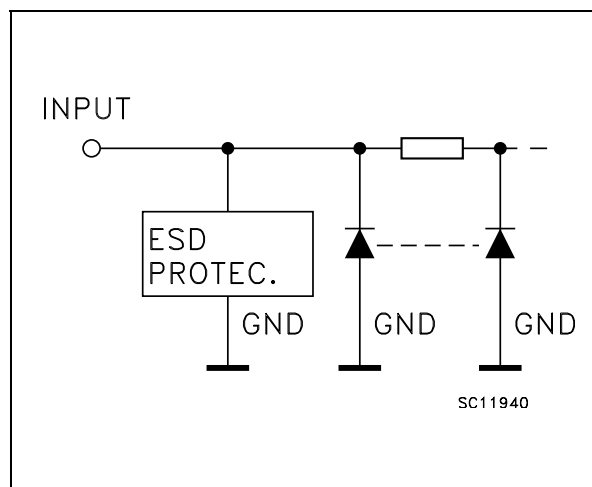 INPUT
ESD
PROTEC.
GND
GND
GND
SC11940